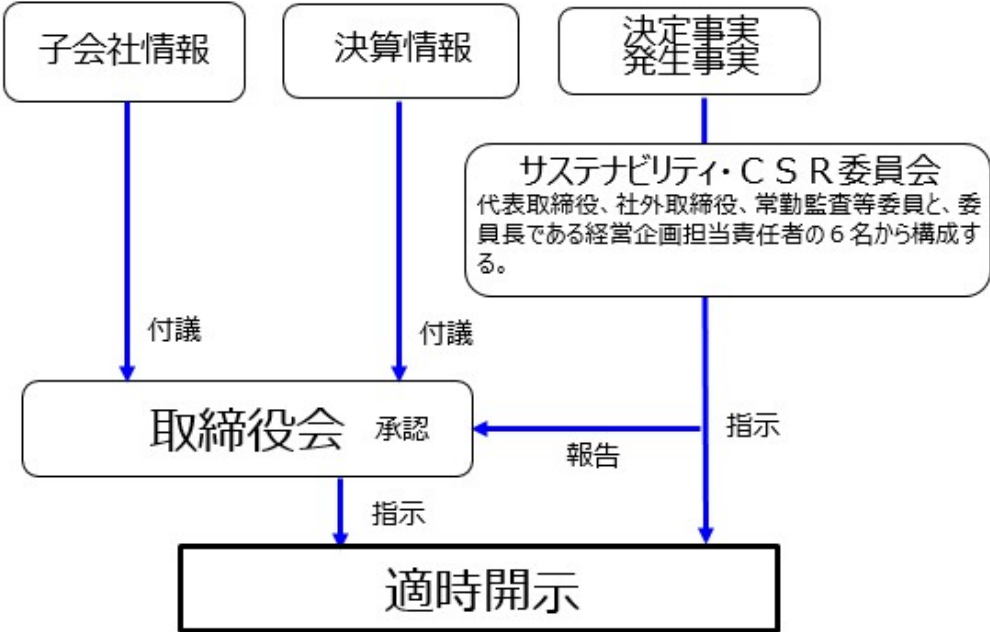 子会社情報
決算情報
決定事実
発生事実
サステナビリティ・ＣＳＲ委員会
代表取締役、社外取締役、常勤監査等委員と、委
員長である経営企画担当責任者の６名から構成す
る。
付議
付議
取締役会 承認
報告
指示
指示
適時開示